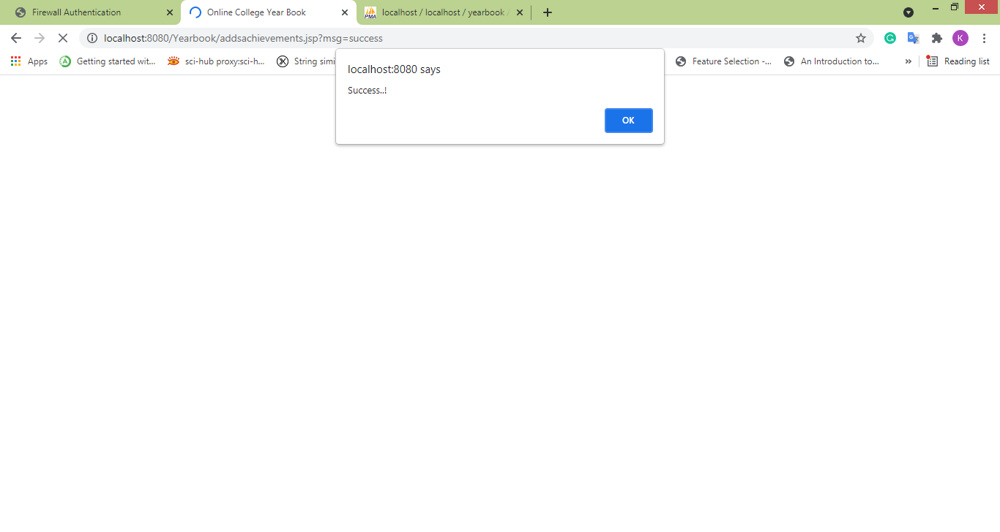 Firewall Authentication
Online College Year Book
PMA
localhost / localhost / yearbook /
localhost:8080/Yearbook/addsachievements.jsp?msg=success
K
Apps
Getting started wit...
sci-hub proxy:sci-h...
String simi
Feature Selection -...
An Introduction to...
»
Reading list
localhost:8080 says
Success..!
OK